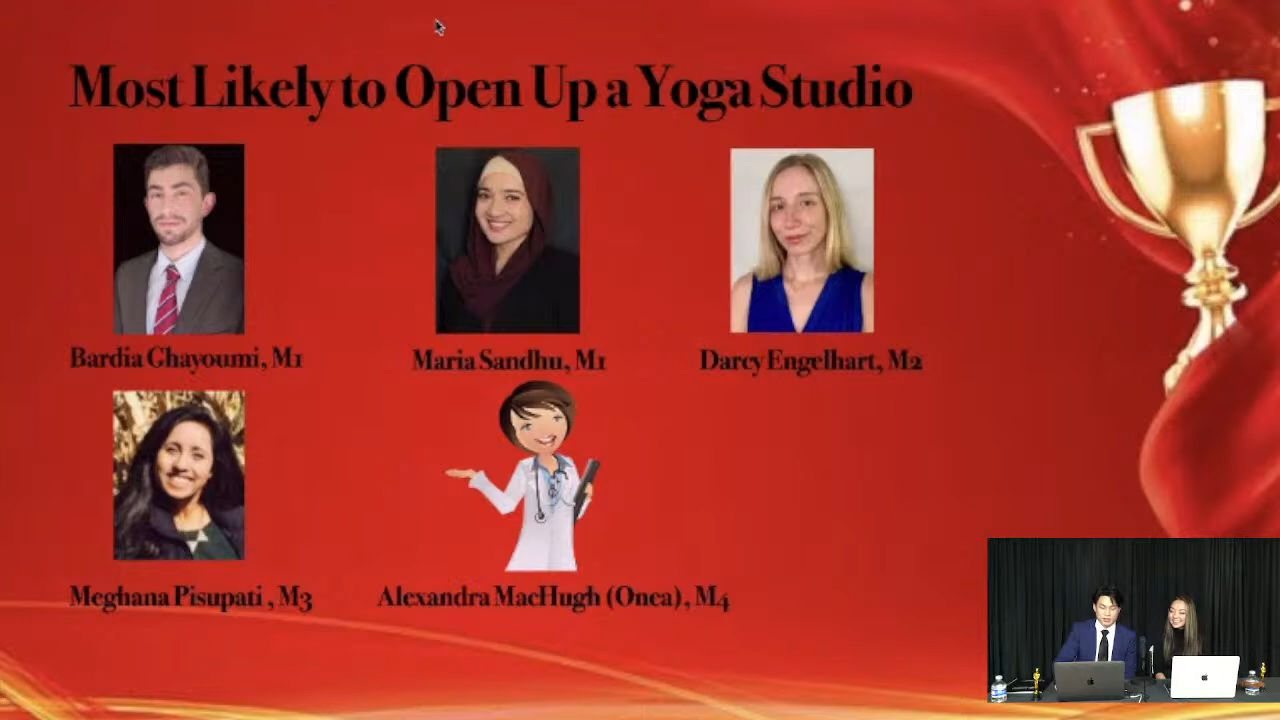 Most Likely to Open Up a Yoga Studio
Bardia Ghayoumi, M1
Maria Sandhu, M1
Darcy Engelhart, M2
Meghana Pisupati , M3
Alexandra MacHugh (Onea), M4